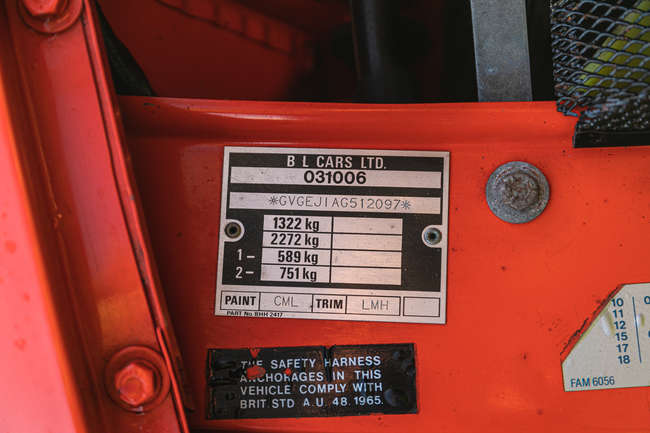 B L CARS LTD.
031006
*GVGEJIAG512097*
1322 kg
2272 kg
1- 589 kg
2- 751 kg
PAINT CML TRIM LMH
PART No. BHH 2417
THE SAFETY HARNESS
ANCHORAGES IN THIS
VEHICLE COMPLY WITH
BRIT. STD A.U. 48. 1965.
10
11
12
15
17
18
FAM 6056